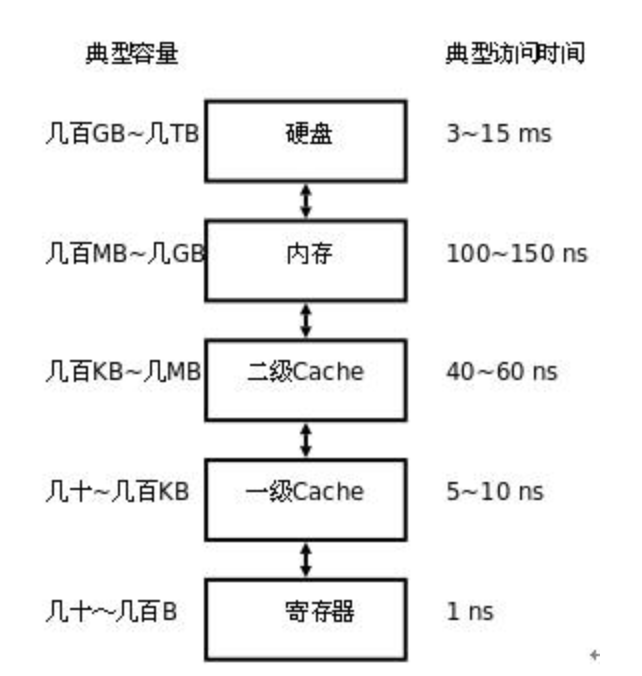 典型容量 典型访问时间
几百GB~几TB 硬盘 3~15 ms
几百MB~几GB 内存 100~150 ns
几百KB~几MB 二级Cache 40~60 ns
几十~几百KB 一级Cache 5~10 ns
几十～几百B 寄存器 1 ns